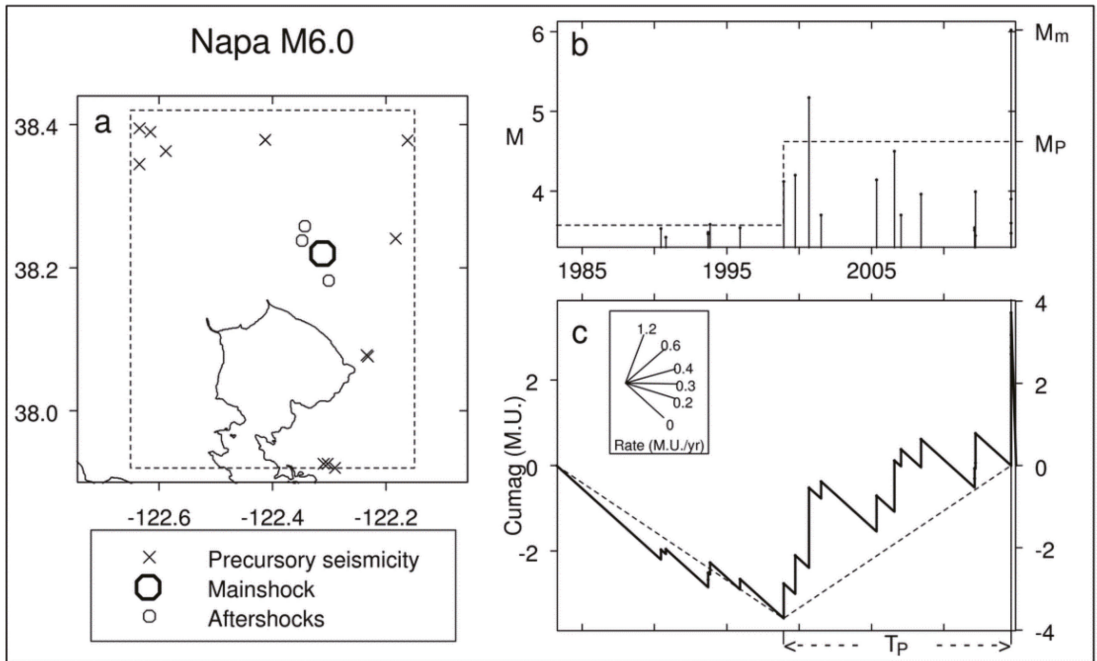 Napa M6.0
a
38.4
38.2
38.0
-122.6 -122.4 -122.2
Precursory seismicity
Mainshock
Aftershocks
b
6
5
M
4
Mm
MP
1985 1995 2005
c
1.2
0.6
0.4
0.3
0.2
0
Rate (M.U./yr)
Cumag (M.U.)
2
0
-2
4
2
0
-2
-4
TP